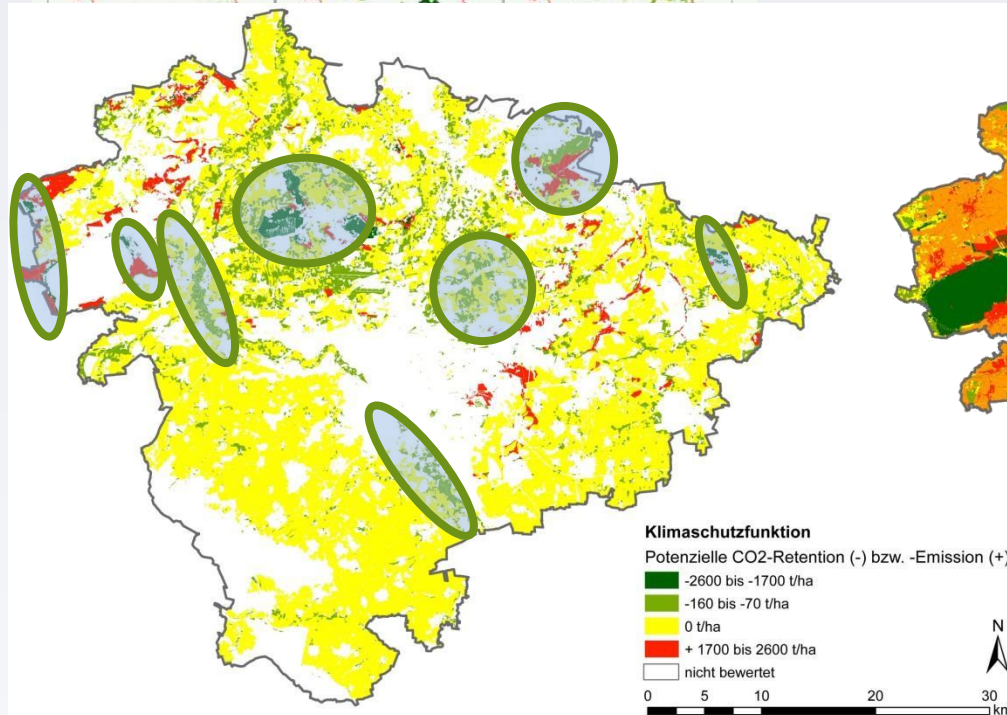 Klimaschutzfunktion
Potenzielle CO2-Retention (-) bzw. -Emission (+)
-2600 bis -1700 t/ha
-160 bis -70 t/ha
0 t/ha
+ 1700 bis 2600 t/ha
nicht bewertet
N
0 5 10 20 30
km